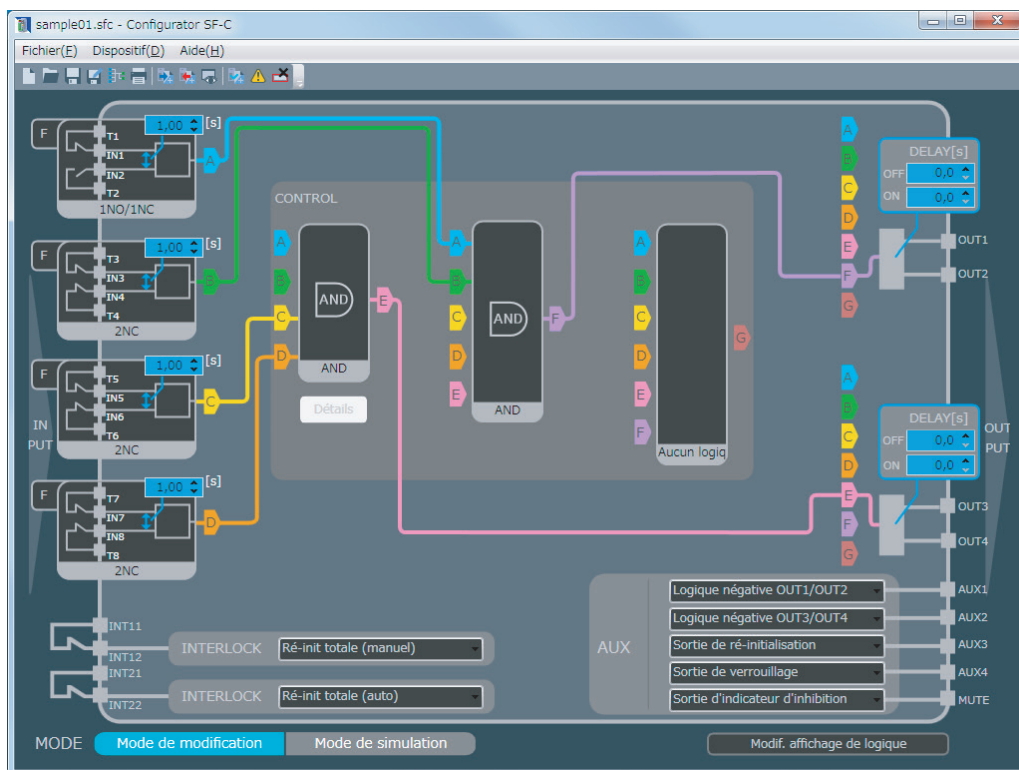 sample01.sfc - Configurator SF-C
Fichier(F) Dispositif(D) Aide(H)
F
T1
IN1
IN2
T2
1,00 [s]
A
1NO/1NC
F
T3
IN3
IN4
T4
1,00 [s]
B
2NC
F
T5
IN5
IN6
T6
1,00 [s]
C
2NC
F
T7
IN7
IN8
T8
1,00 [s]
D
2NC
IN
PUT
CONTROL
A
B
C
D
AND
AND
E
Détails
A
B
C
D
E
AND
AND
F
A
B
C
D
E
F
Aucun logiq
G
A
B
C
D
E
F
G
DELAY[s]
OFF 0,0
ON 0,0
OUT1
OUT2
A
B
C
D
E
F
G
DELAY[s]
OFF 0,0
ON 0,0
OUT3
OUT4
OUT
PUT
INT11
INT12
INT21
INT22
INTERLOCK Ré-init totale (manuel)
INTERLOCK Ré-init totale (auto)
AUX
Logique négative OUT1/OUT2 AUX1
Logique négative OUT3/OUT4 AUX2
Sortie de ré-initialisation AUX3
Sortie de verrouillage AUX4
Sortie d'indicateur d'inhibition MUTE
MODE Mode de modification Mode de simulation Modif. affichage de logique